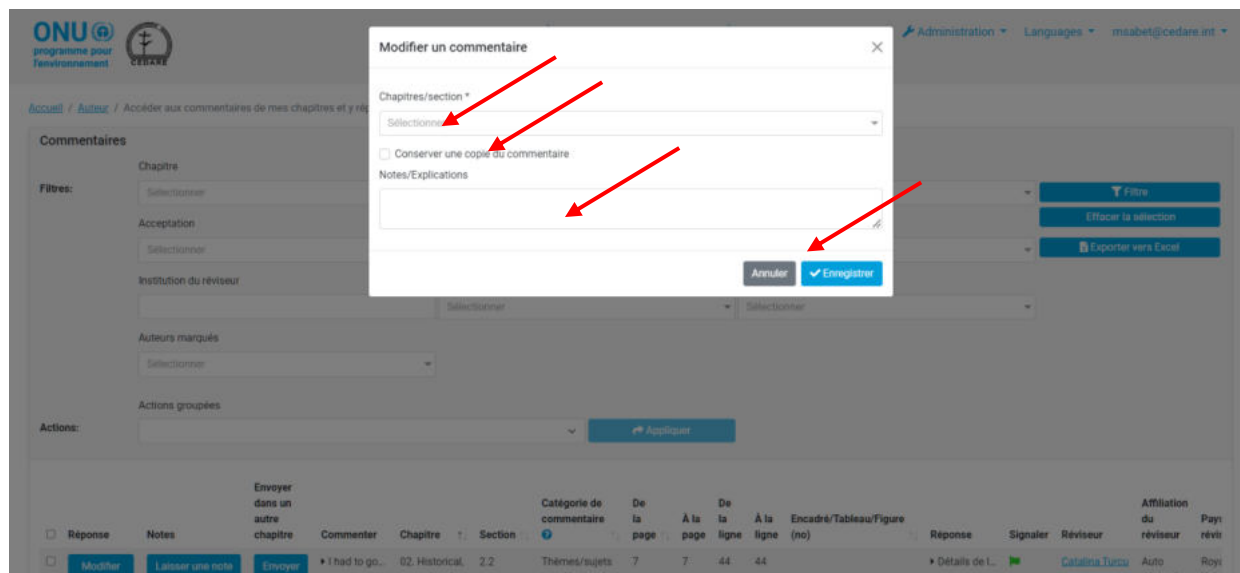 ONU
programme pour
l'environnement
CEDARE
Administration
Languages
msabet@cedare.int
Modifier un commentaire
Accueil / Auteur / Accéder aux commentaires de mes chapitres et y
Chapitres/section *
Sélectionner
Conserver une copie du commentaire
Notes/Explications
Annuler
Enregistrer
Commentaires
Chapitre
Filtres:
Sélectionner
Filtre
Acceptation
Effacer la sélection
Sélectionner
Exporter vers Excel
Institution du réviseur
Sélectionner
Sélectionner
Auteurs marqués
Sélectionner
Actions groupées
Actions:
Appliquer
Réponse
Notes
Envoyer
dans un
autre
chapitre
Commenter
Chapitre
Section
Catégorie de
commentaire
De
la
page
À la
page
De
la
ligne
À la
ligne
Encadré/Tableau/Figure
(no)
Réponse
Signaler
Réviseur
Affiliation
du
réviseur
Modifier
Laisser une note
Envoyer
I had to go...
02. Historical,
2.2
Thèmes/sujets
7
7
44
44
Détails de l...
Catalina Turcu
Auto